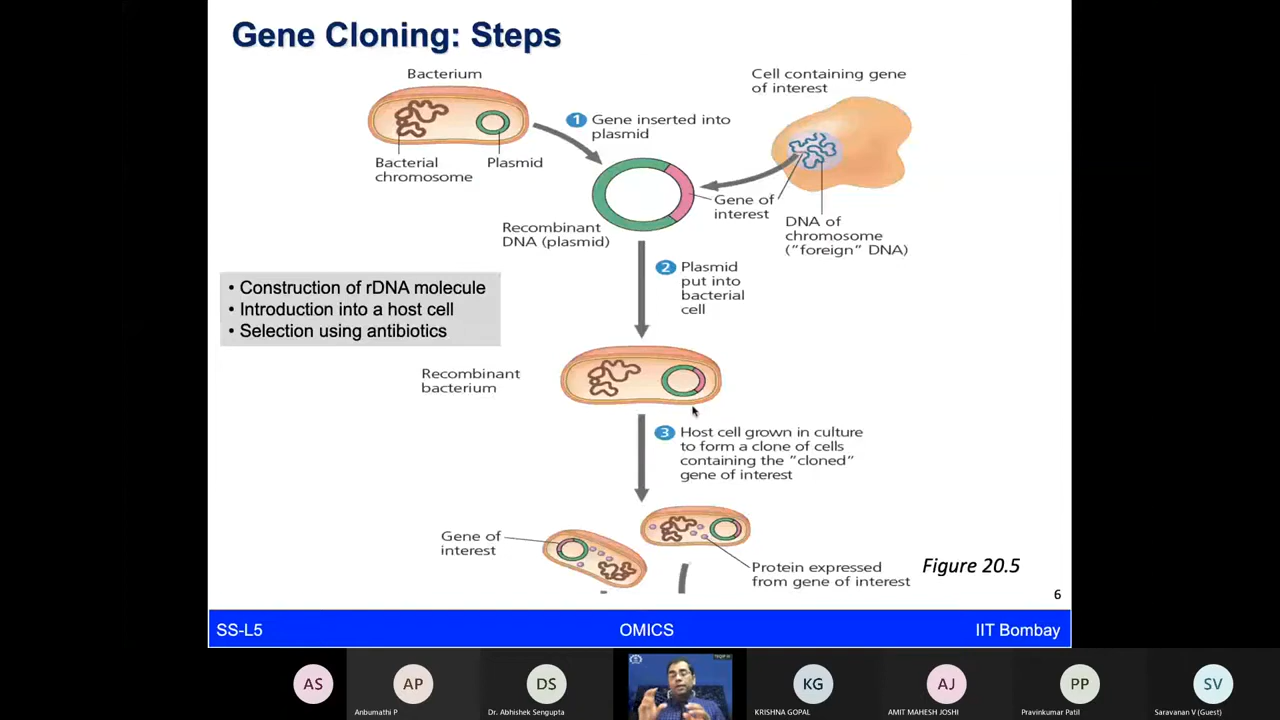 Gene Cloning: Steps
Bacterium
Cell containing gene
of interest
1 Gene inserted into
plasmid
Bacterial
chromosome
Plasmid
Gene of
interest
Recombinant
DNA (plasmid)
DNA of
chromosome
("foreign" DNA)
2 Plasmid
put into
bacterial
cell
• Construction of rDNA molecule
• Introduction into a host cell
• Selection using antibiotics
Recombinant
bacterium
3 Host cell grown in culture
to form a clone of cells
containing the "cloned"
gene of interest
Gene of
interest
Protein expressed
from gene of interest
Figure 20.5
6
SS-L5
OMICS
IIT Bombay
AS
AP
Anbumathi P
DS
Dr. Abhishek Sengupta
KG
KRISHNA GOPAL
AJ
AMIT MAHESH JOSHI
PP
Pravinkumar Patil
SV
Saravanan V (Guest)